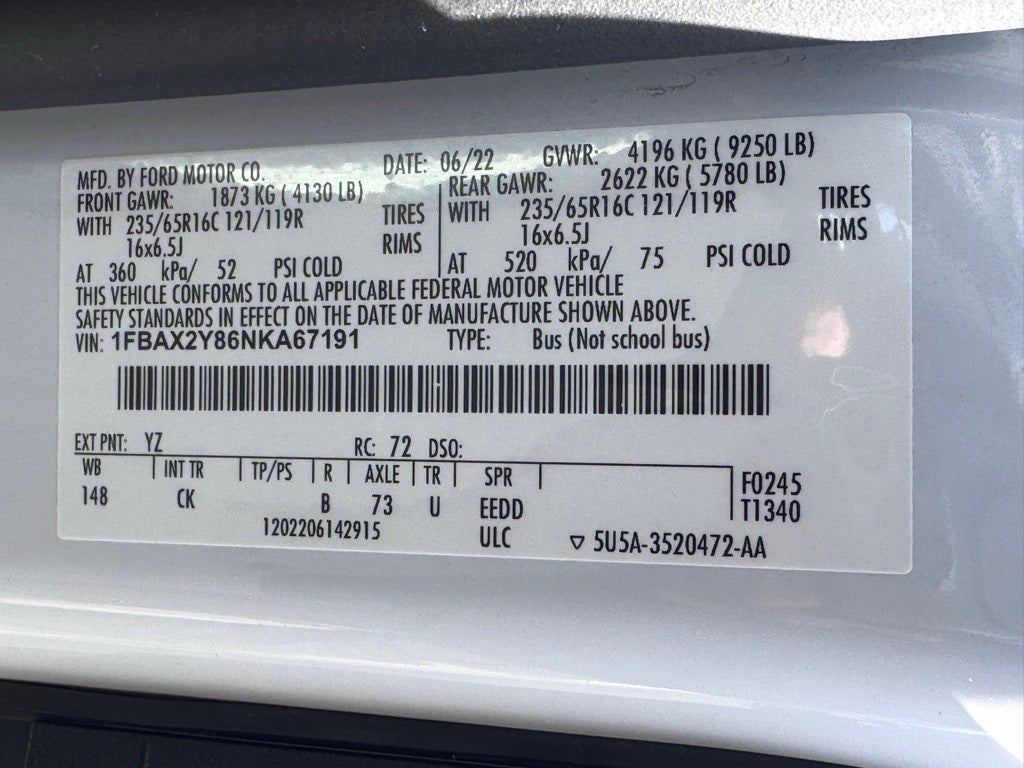 MFD. BY FORD MOTOR CO. DATE: 06/22 GVWR: 4196 KG ( 9250 LB)
FRONT GAWR: 1873 KG ( 4130 LB) REAR GAWR: 2622 KG ( 5780 LB)
WITH 235/65R16C 121/119R TIRES WITH 235/65R16C 121/119R TIRES
16x6.5J RIMS 16x6.5J RIMS
AT 360 kPa/ 52 PSI COLD AT 520 kPa/ 75 PSI COLD
THIS VEHICLE CONFORMS TO ALL APPLICABLE FEDERAL MOTOR VEHICLE
SAFETY STANDARDS IN EFFECT ON THE DATE OF MANUFACTURE SHOWN ABOVE.
VIN: 1FBAX2Y86NKA67191 TYPE: Bus (Not school bus)
EXT PNT: YZ RC: 72 DSO:
WB INT TR TP/PS R AXLE TR SPR F0245
148 CK B 73 U EEDD T1340
1202206142915 ULC ▽ 5U5A-3520472-AA